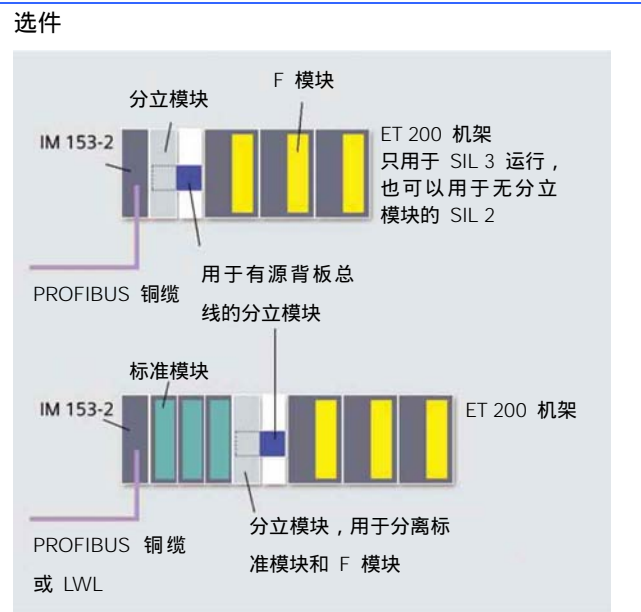 选件
F 模块
分立模块
IM 153-2
ET 200 机架
只用于 SIL 3 运行，
也可以用于无分立
模块的 SIL 2
用于有源背板总
线的分立模块
PROFIBUS 铜缆
标准模块
IM 153-2
ET 200 机架
分立模块，用于分离标
准模块和 F 模块
PROFIBUS 铜缆
或 LWL